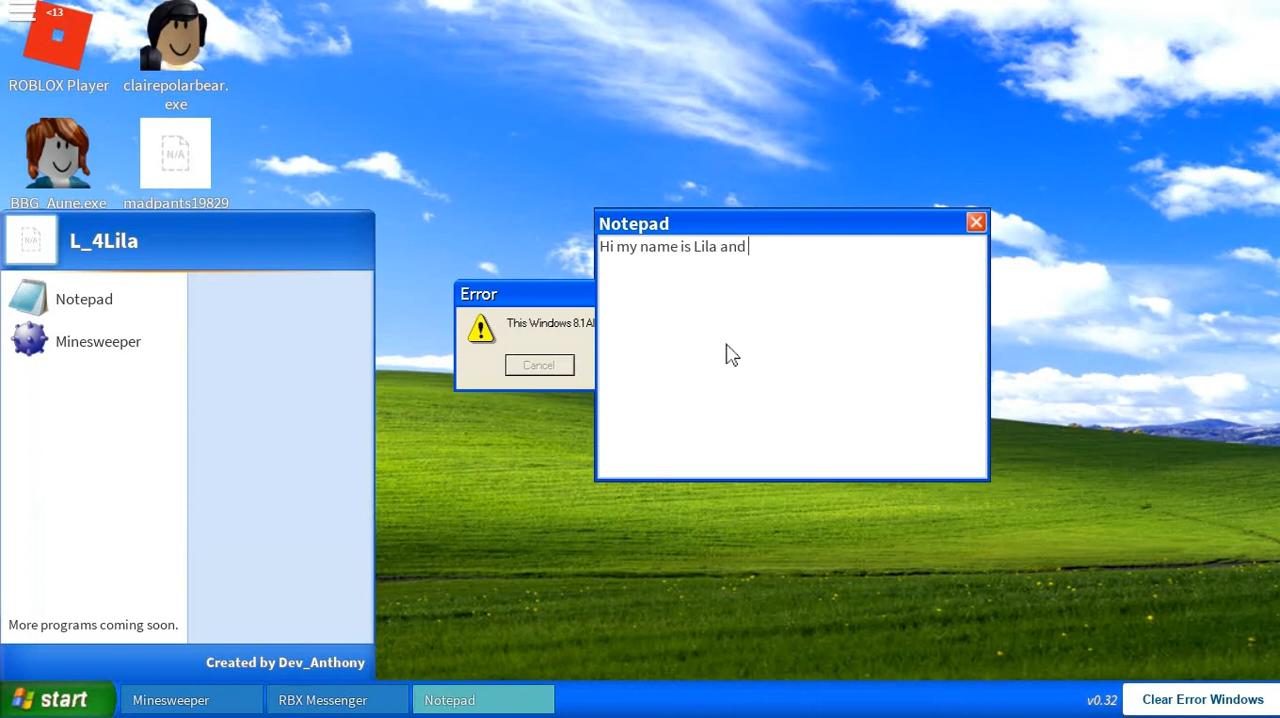 <13
ROBLOX Player
clairepolarbear.
exe
N/A
BBG_Aune.exe
madpants19829
N/A
L_4Lila
Notepad
Minesweeper
More programs coming soon.
Created by Dev_Anthony
Error
This Windows 8.1
Cancel
Notepad
Hi my name is Lila and
start
Minesweeper
RBX Messenger
Notepad
v0.32
Clear Error Windows